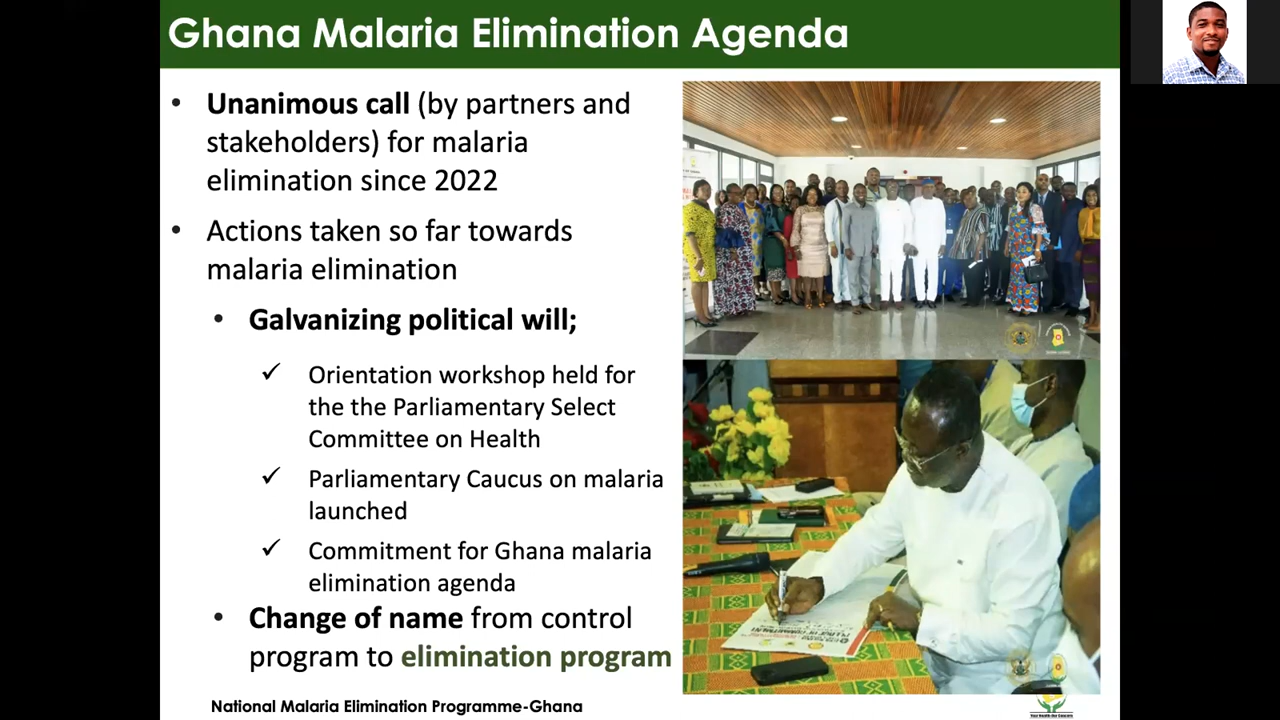 Ghana Malaria Elimination Agenda
• Unanimous call (by partners and
stakeholders) for malaria
elimination since 2022
• Actions taken so far towards
malaria elimination
• Galvanizing political will;
✓ Orientation workshop held for
the the Parliamentary Select
Committee on Health
✓ Parliamentary Caucus on malaria
launched
✓ Commitment for Ghana malaria
elimination agenda
• Change of name from control
program to elimination program
National Malaria Elimination Programme-Ghana